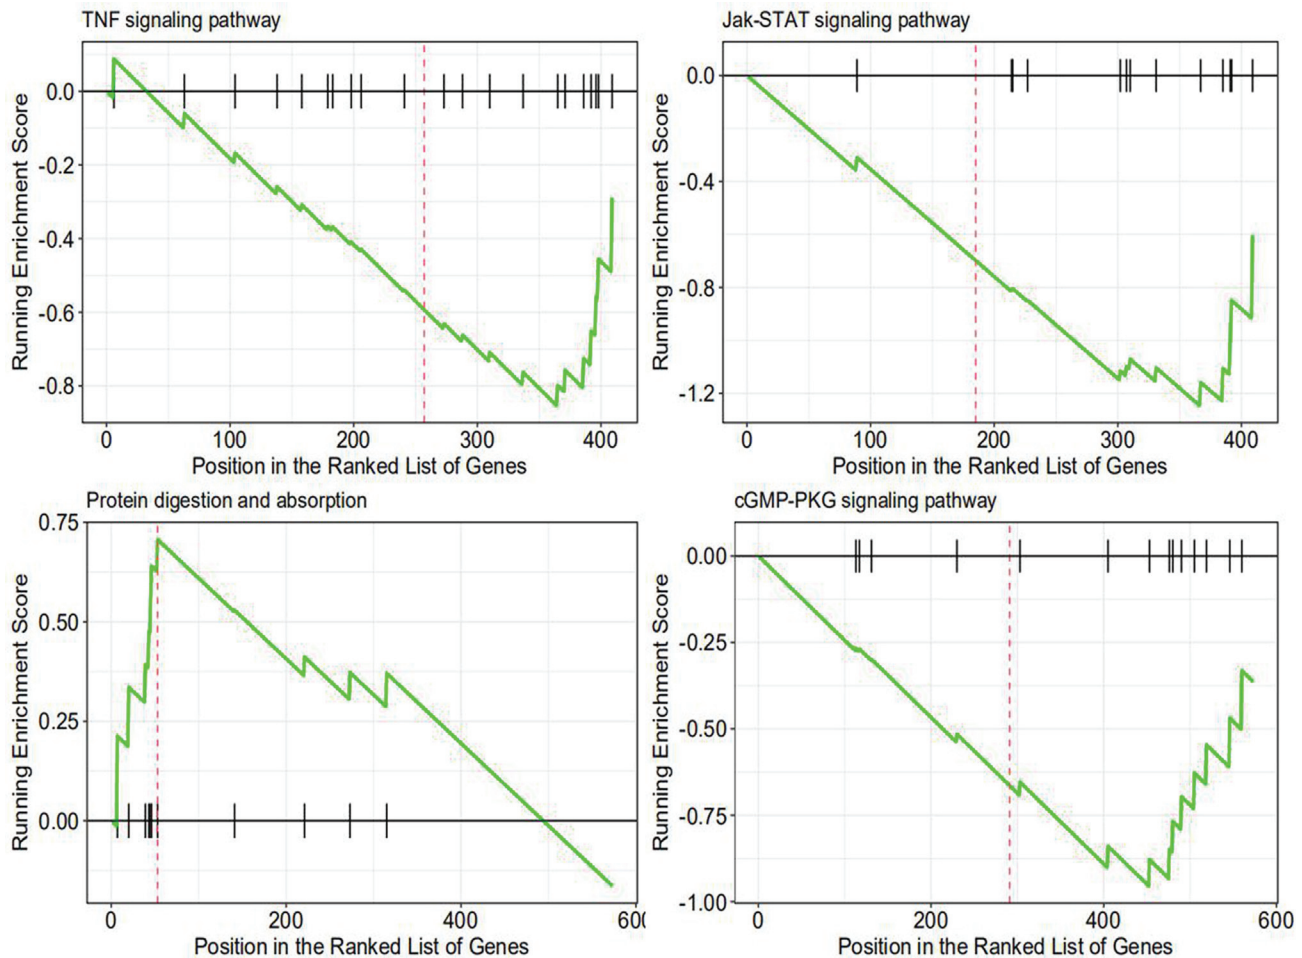 TNF signaling pathway
Running Enrichment Score
0.0
-0.2
-0.4
-0.6
-0.8
0 100 200 300 400
Position in the Ranked List of Genes
Jak-STAT signaling pathway
Running Enrichment Score
0.0
-0.4
-0.8
-1.2
0 100 200 300 400
Position in the Ranked List of Genes
Protein digestion and absorption
Running Enrichment Score
0.75
0.50
0.25
0.00
0 200 400 60(
Position in the Ranked List of Genes
cGMP-PKG signaling pathway
Running Enrichment Score
0.00
-0.25
-0.50
-0.75
-1.00
0 200 400 600
Position in the Ranked List of Genes